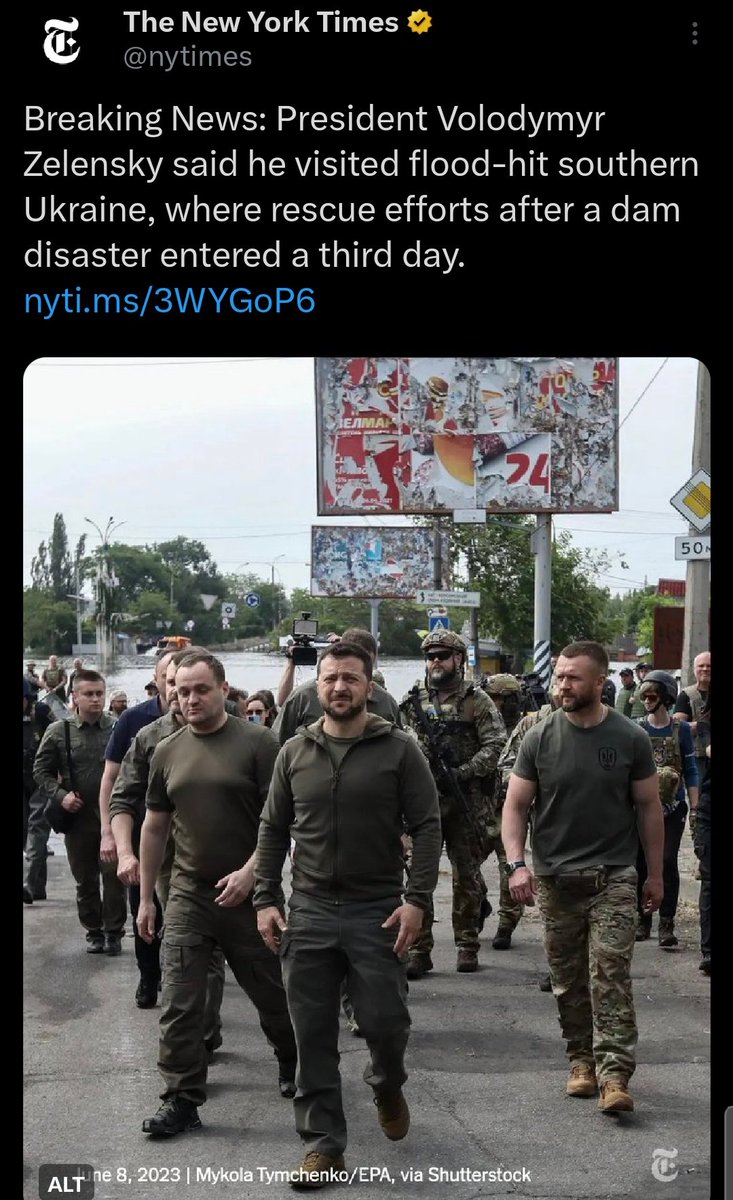 The New York Times
@nytimes
Breaking News: President Volodymyr
Zelensky said he visited flood-hit southern
Ukraine, where rescue efforts after a dam
disaster entered a third day.
nyti.ms/3WYGoP6
24
50м
ALT
June 8, 2023 | Mykola Tymchenko/EPA, via Shutterstock